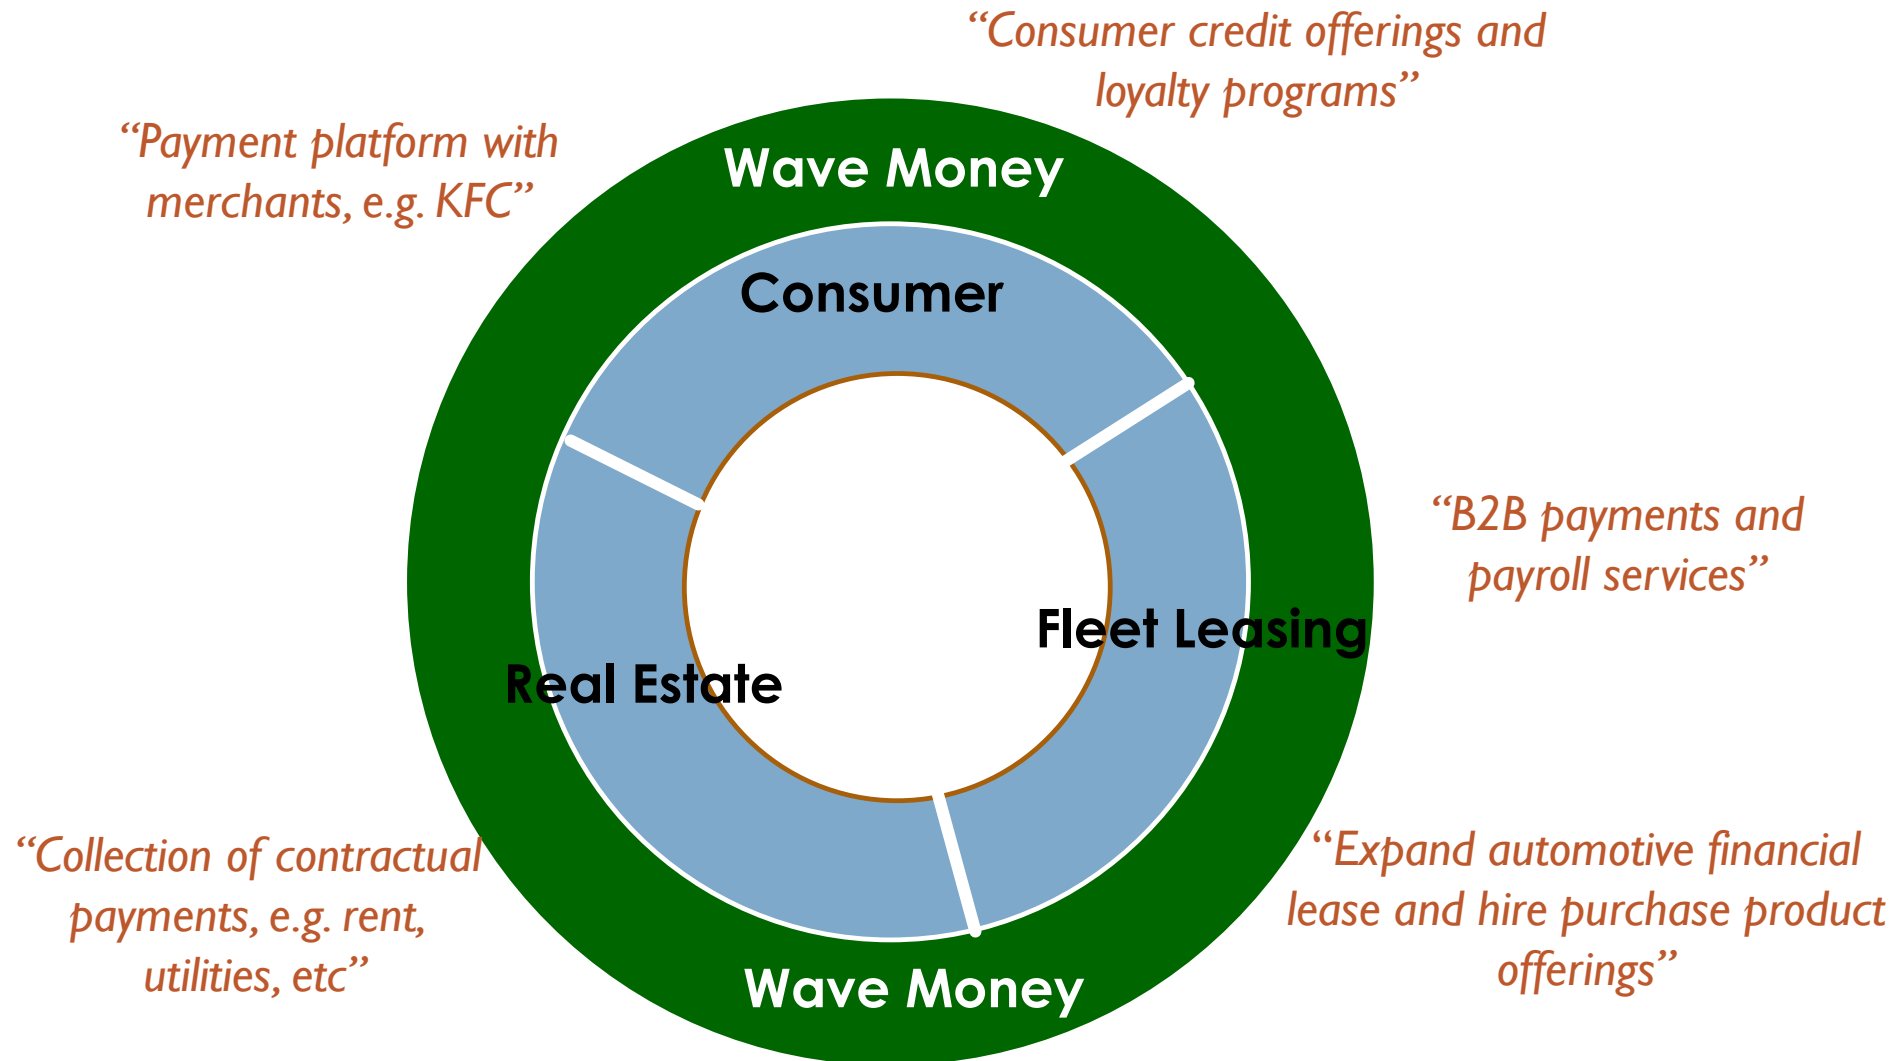 “Consumer credit offerings and
loyalty programs”
“Payment platform with
merchants, e.g. KFC”
Wave Money
Consumer
“B2B payments and
payroll services”
Fleet Leasing
Real Estate
“Collection of contractual
payments, e.g. rent,
utilities, etc”
“Expand automotive financial
lease and hire purchase product
offerings”
Wave Money